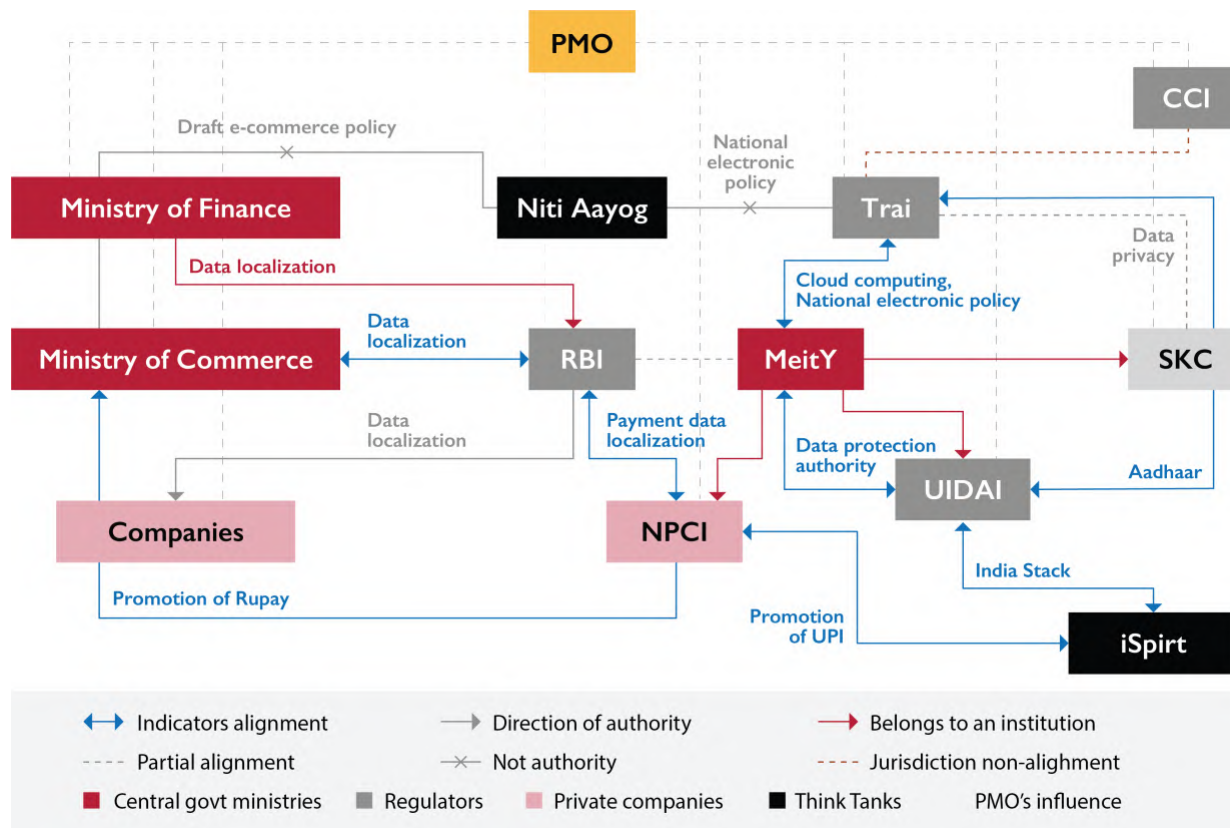 PMO
CCI
Draft e-commerce policy
National
electronic
policy
Ministry of Finance
Niti Aayog
Trai
Data
privacy
Data localization
Cloud computing,
National electronic policy
Data
localization
Ministry of Commerce
RBI
MeitY
SKC
Data
localization
Payment data
localization
Data protection
authority
Aadhaar
UIDAI
Companies
NPCI
India Stack
Promotion of Rupay
Promotion
of UPI
iSpirt
Indicators alignment
Direction of authority
Belongs to an institution
Partial alignment
Not authority
Jurisdiction non-alighment
Central govt ministries
Regulators
Private companies
Think Tanks
PMO's influence